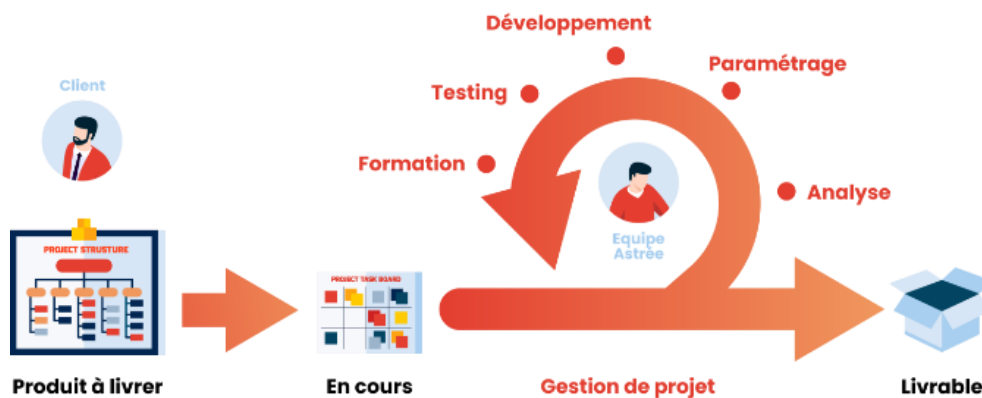 Développement
Client
Paramétrage
Testing
Formation
Analyse
Equipe
Astrée
PROJECT STRUSTURE
PROJECT TASK BOARD
Produit à livrer
En cours
Gestion de projet
Livrable